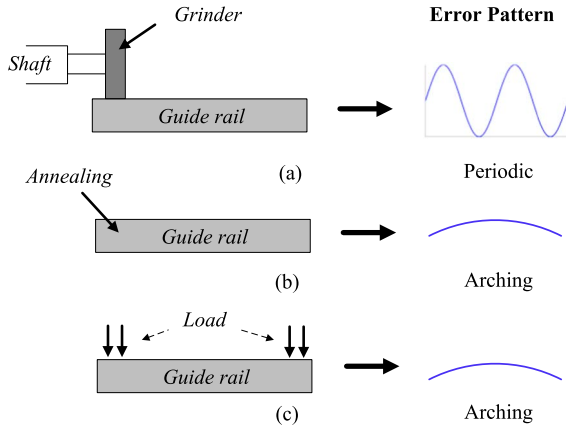 Grinder
Error Pattern
Shaft
Guide rail
(a)
Periodic
Annealing
Guide rail
(b)
Arching
Load
Guide rail
(c)
Arching